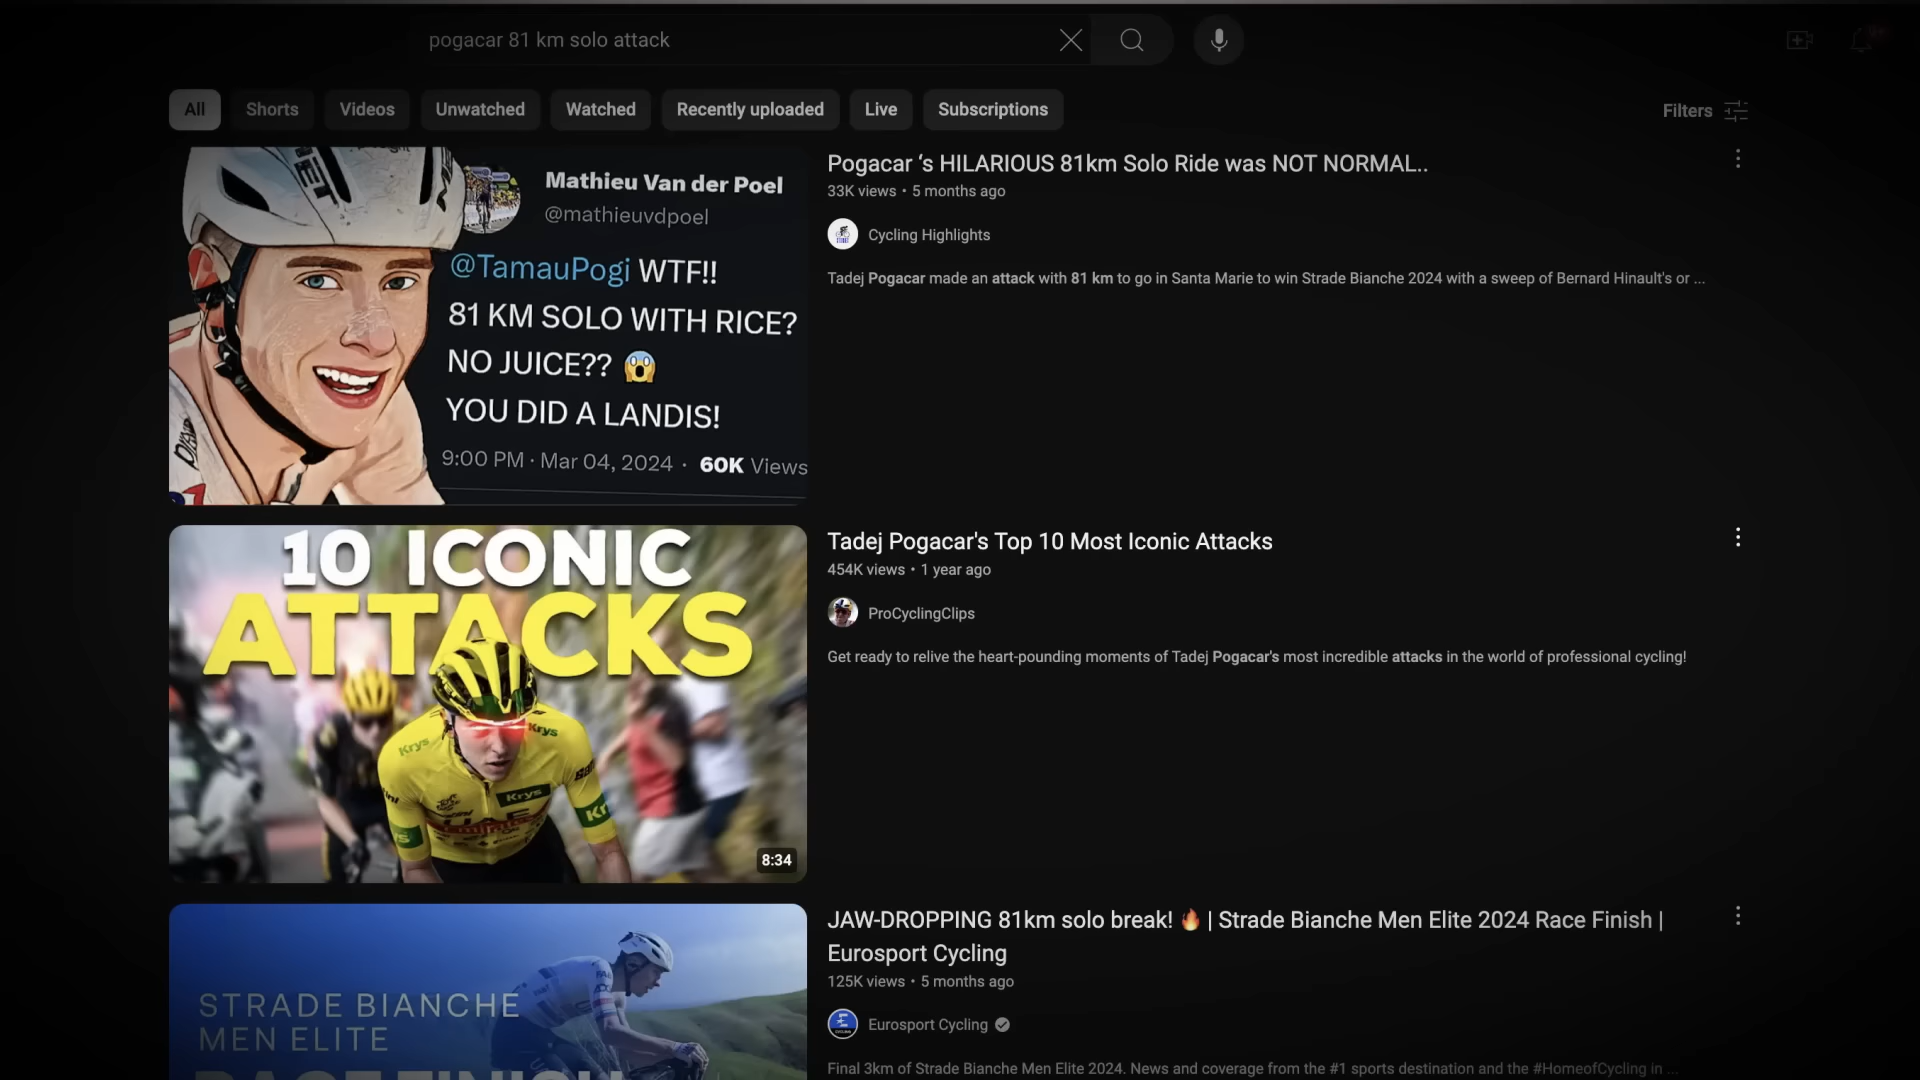 pogacar 81 km solo attack
All
Shorts
Videos
Unwatched
Watched
Recently uploaded
Live
Subscriptions
Filters
Mathieu Van der Poel
@mathieuvdpoel
@TamauPogi WTF!!
81 KM SOLO WITH RICE?
NO JUICE?? 😱
YOU DID A LANDIS!
9:00 PM · Mar 04, 2024 · 60K Views
Pogacar ‘s HILARIOUS 81km Solo Ride was NOT NORMAL..
33K views • 5 months ago
Cycling Highlights
Tadej Pogacar made an attack with 81 km to go in Santa Marie to win Strade Bianche 2024 with a sweep of Bernard Hinault's or ...
10 ICONIC
ATTACKS
Krys
Krys
Krys
8:34
Tadej Pogacar's Top 10 Most Iconic Attacks
454K views • 1 year ago
ProCyclingClips
Get ready to relive the heart-pounding moments of Tadej Pogacar's most incredible attacks in the world of professional cycling!
STRADE BIANCHE
MEN ELITE
RACE FINISH
JAW-DROPPING 81km solo break! 🔥 | Strade Bianche Men Elite 2024 Race Finish |
Eurosport Cycling
125K views • 5 months ago
Eurosport Cycling
Final 3km of Strade Bianche Men Elite 2024. News and coverage from the #1 sports destination and the #HomeofCycling in ...